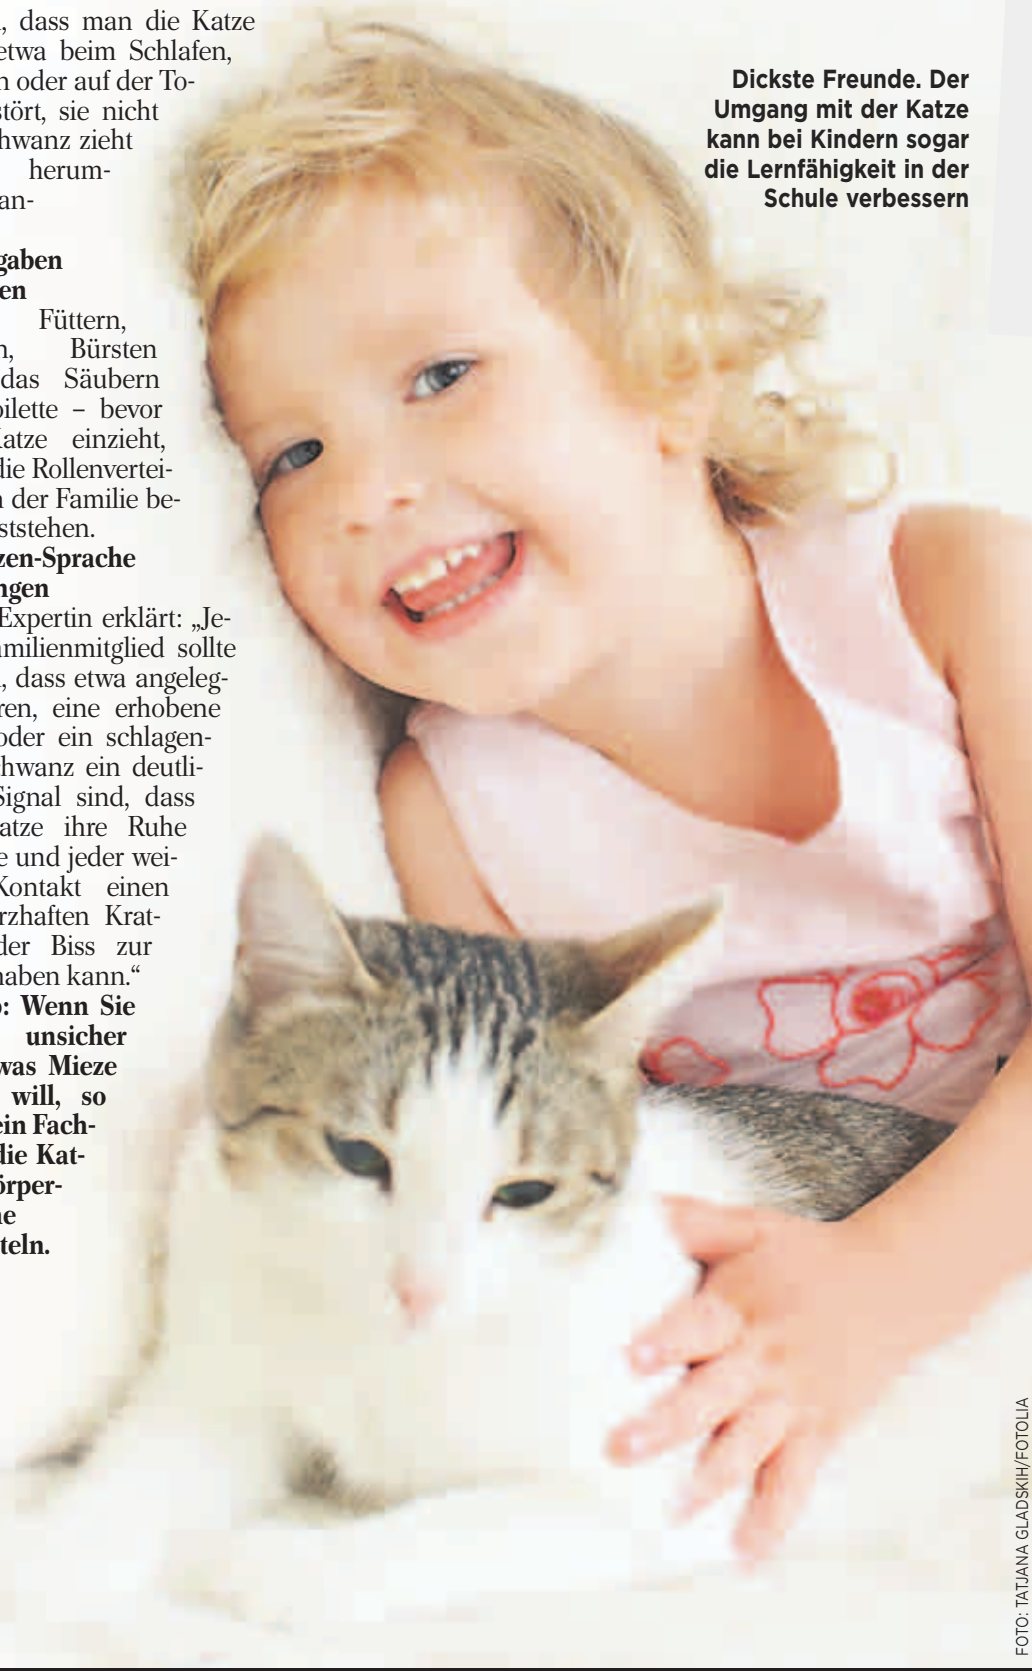 , dass man die Katze
etwa beim Schlafen,
n oder auf der To-
stört, sie nicht
hwanz zieht
herum-
an-
gaben
en
Füttern,
n, Bürsten
das Säubern
oilette – bevor
Katze einzieht,
die Rollenvertei-
n der Familie be-
ststehen.
zen-Sprache
ngen
Expertin erklärt: „Je-
amilienmitglied sollte
, dass etwa angeleg-
ren, eine erhobene
oder ein schlagen-
chwanz ein deutli-
Signal sind, dass
atze ihre Ruhe
e und jeder wei-
Kontakt einen
rzhaften Krat-
der Biss zur
haben kann.“
: Wenn Sie
unsicher
was Mieze
will, so
ein Fach-
die Kat-
örper-
he
teln.
Dickste Freunde. Der
Umgang mit der Katze
kann bei Kindern sogar
die Lernfähigkeit in der
Schule verbessern
FOTO: TATJANA GLADSKIH/FOTOLIA